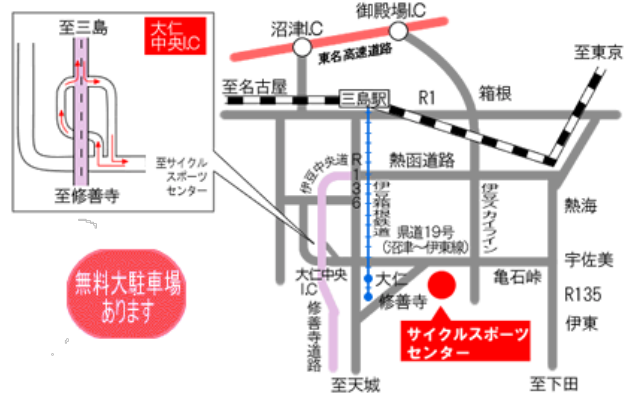 至三島
大仁
中央I.C
至サイクル
スポーツ
センター
至修善寺
無料大駐車場
あります
御殿場I.C
沼津I.C
東名高速道路
至東京
至名古屋
三島駅
R1
箱根
熱函道路
伊豆中央道
R136
伊豆箱根鉄道
伊豆スカイライン
熱海
県道19号
(沼津～伊東線)
宇佐美
大仁中央
I.C
大仁
亀石峠
修善寺
R135
伊東
修善寺道路
サイクルスポーツ
センター
至天城
至下田